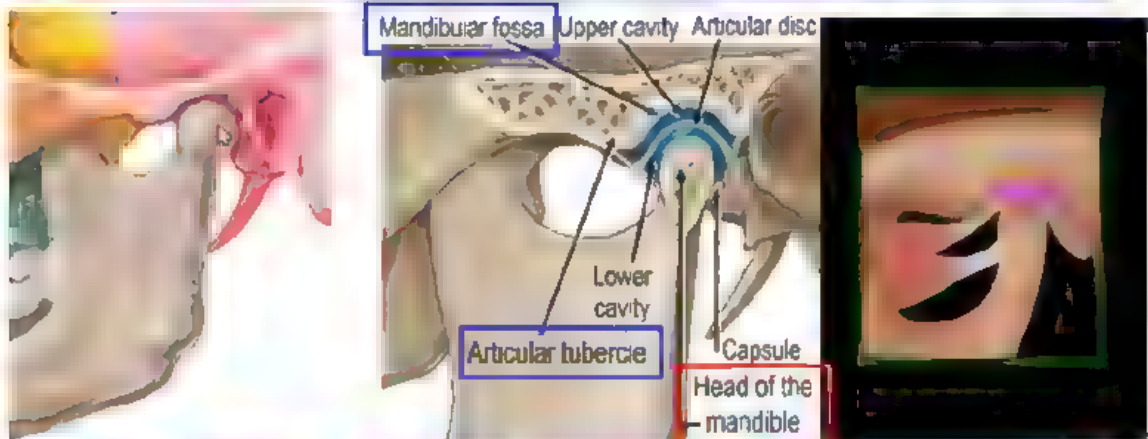 Mandibular fossa Upper cavity Articular disc
Lower
cavity
Articular tubercle
Capsule
Head of the
mandible